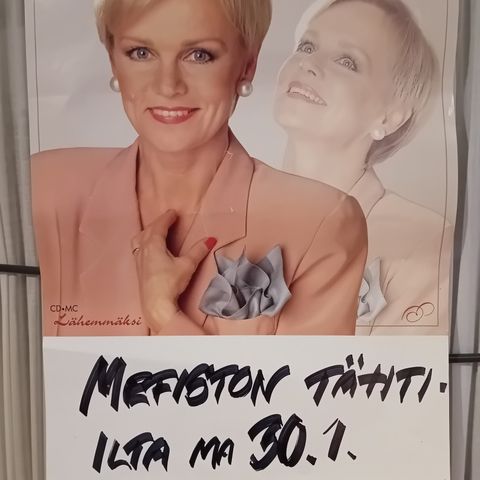 CD•MC
Lähemmäksi
MEFISTON TÄHTI-
ILTA MA 30.1.